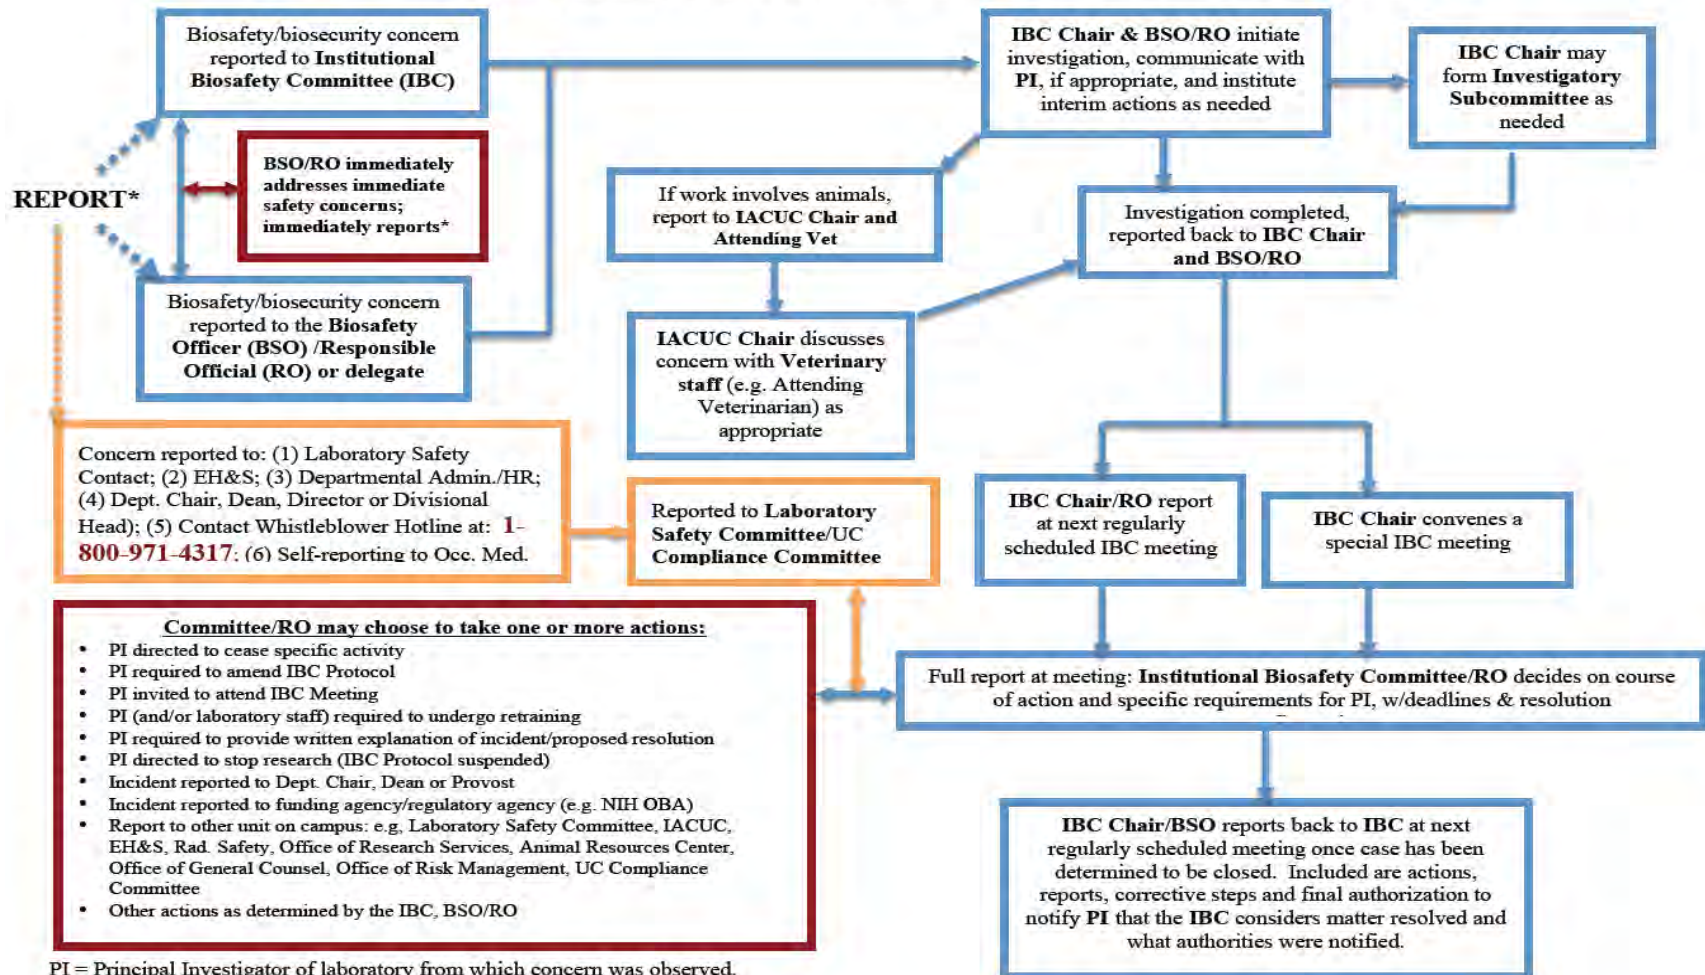 Biosafety/biosecurity concern
reported to Institutional
Biosafety Committee (IBC)
IBC Chair & BSO/RO initiate
investigation, communicate with
PI, if appropriate, and institute
interim actions as needed
IBC Chair may
form Investigatory
Subcommittee as
needed
REPORT*
BSO/RO immediately
addresses immediate
safety concerns;
immediately reports*
If work involves animals,
report to IACUC Chair and
Attending Vet
Investigation completed,
reported back to IBC Chair
and BSO/RO
Biosafety/biosecurity concern
reported to the Biosafety
Officer (BSO) /Responsible
Official (RO) or delegate
IACUC Chair discusses
concern with Veterinary
staff (e.g. Attending
Veterinarian) as
appropriate
Concern reported to: (1) Laboratory Safety
Contact; (2) EH&S; (3) Departmental Admin./HR;
(4) Dept. Chair, Dean, Director or Divisional
Head); (5) Contact Whistleblower Hotline at: 1-
800-971-4317; (6) Self-reporting to Occ. Med.
Reported to Laboratory
Safety Committee/UC
Compliance Committee
IBC Chair/RO report
at next regularly
scheduled IBC meeting
IBC Chair convenes a
special IBC meeting
Committee/RO may choose to take one or more actions:
• PI directed to cease specific activity
• PI required to amend IBC Protocol
• PI invited to attend IBC Meeting
• PI (and/or laboratory staff) required to undergo retraining
• PI required to provide written explanation of incident/proposed resolution
• PI directed to stop research (IBC Protocol suspended)
• Incident reported to Dept. Chair, Dean or Provost
• Incident reported to funding agency/regulatory agency (e.g. NIH OBA)
• Report to other unit on campus: e.g, Laboratory Safety Committee, IACUC,
EH&S, Rad. Safety, Office of Research Services, Animal Resources Center,
Office of General Counsel, Office of Risk Management, UC Compliance
Committee
• Other actions as determined by the IBC, BSO/RO
Full report at meeting: Institutional Biosafety Committee/RO decides on course
of action and specific requirements for PI, w/deadlines & resolution
IBC Chair/BSO reports back to IBC at next
regularly scheduled meeting once case has been
determined to be closed. Included are actions,
reports, corrective steps and final authorization to
notify PI that the IBC considers matter resolved and
what authorities were notified.
PI = Principal Investigator of laboratory from which concern was observed.